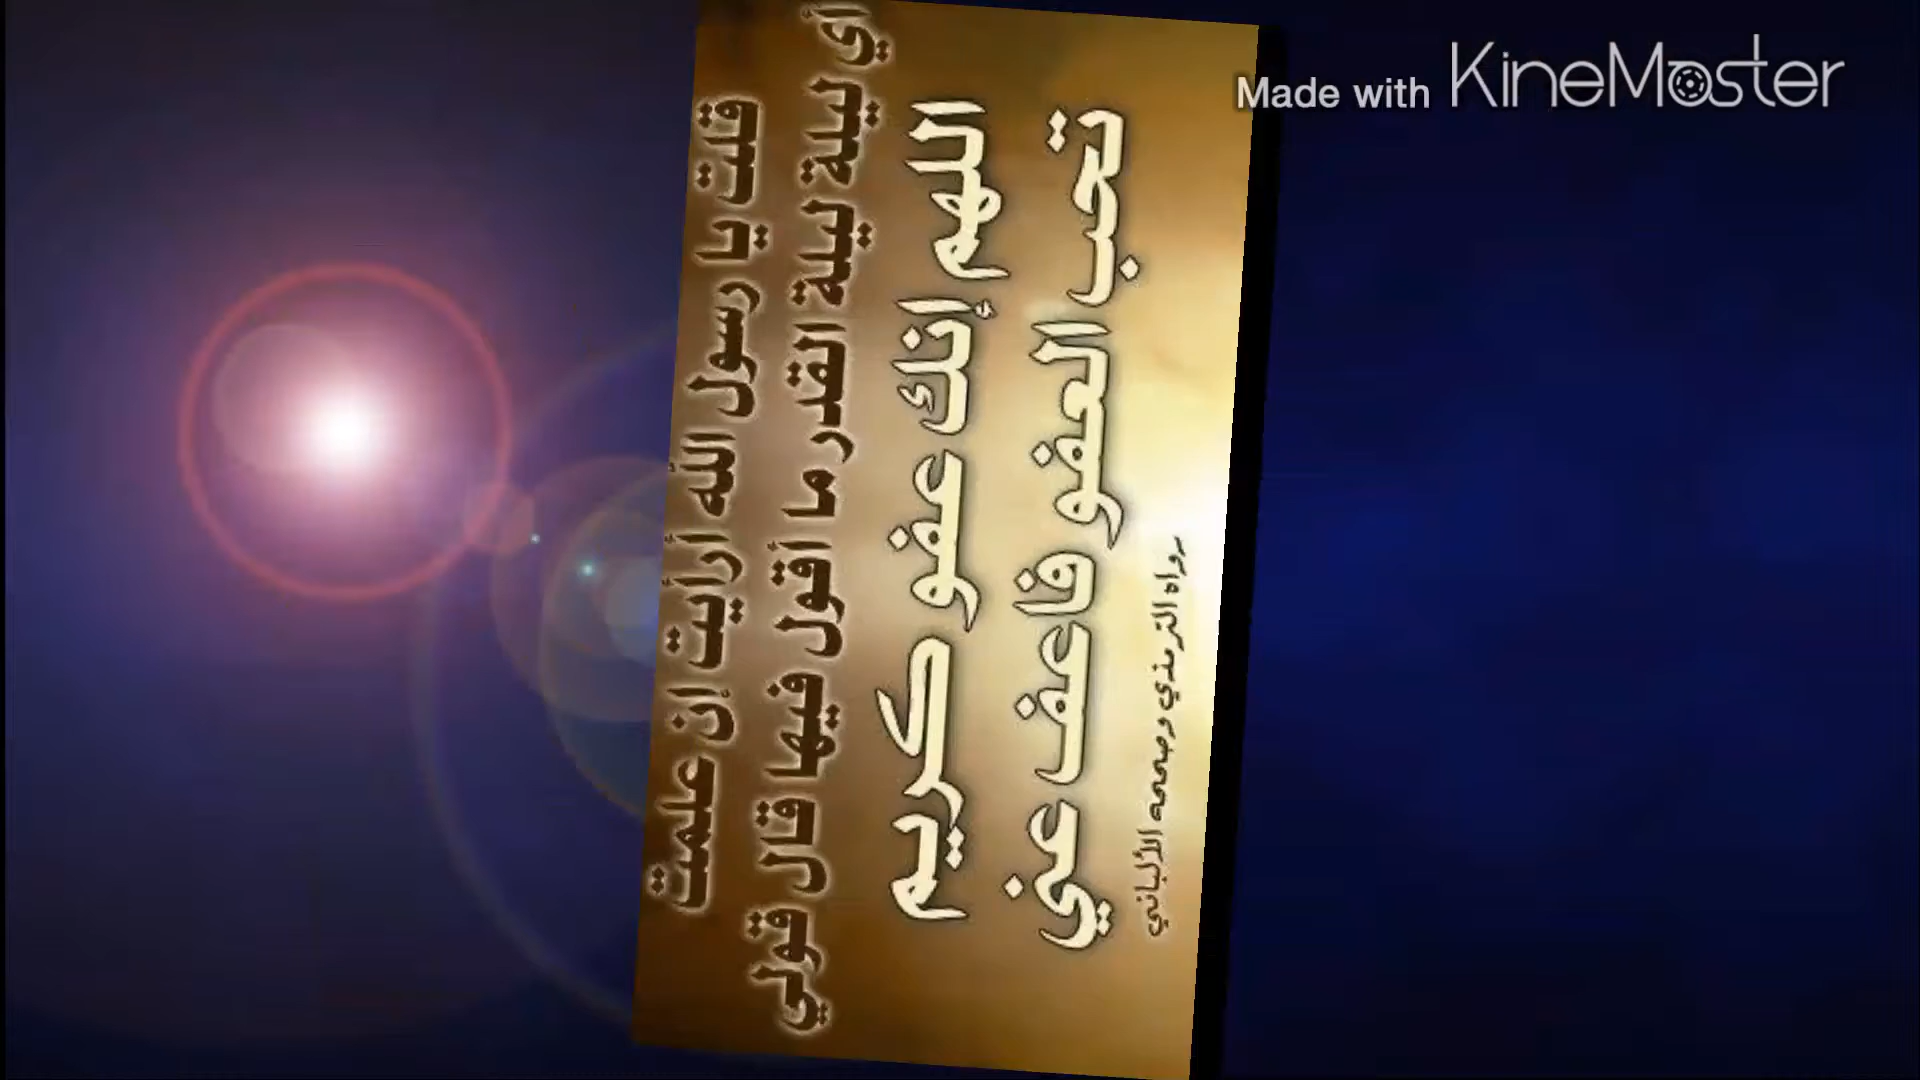 Made with KineMaster
قلت يا رسول الله أرأيت إن علمت
أي ليلة ليلة القدر ما أقول فيها قال قولي
اللهم إنك عفو كريم
تحب العفو فاعف عني
رواه الترمذي وصححه الألباني